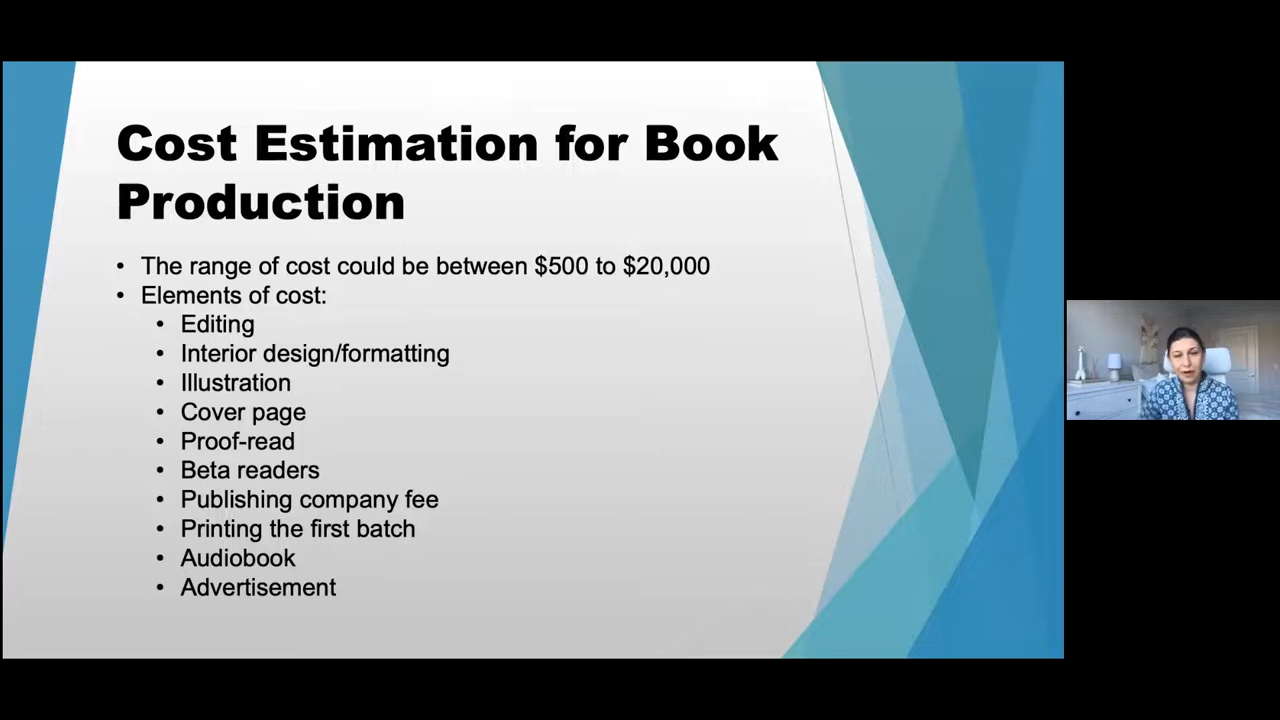 Cost Estimation for Book
Production
• The range of cost could be between $500 to $20,000
• Elements of cost:
• Editing
• Interior design/formatting
• Illustration
• Cover page
• Proof-read
• Beta readers
• Publishing company fee
• Printing the first batch
• Audiobook
• Advertisement